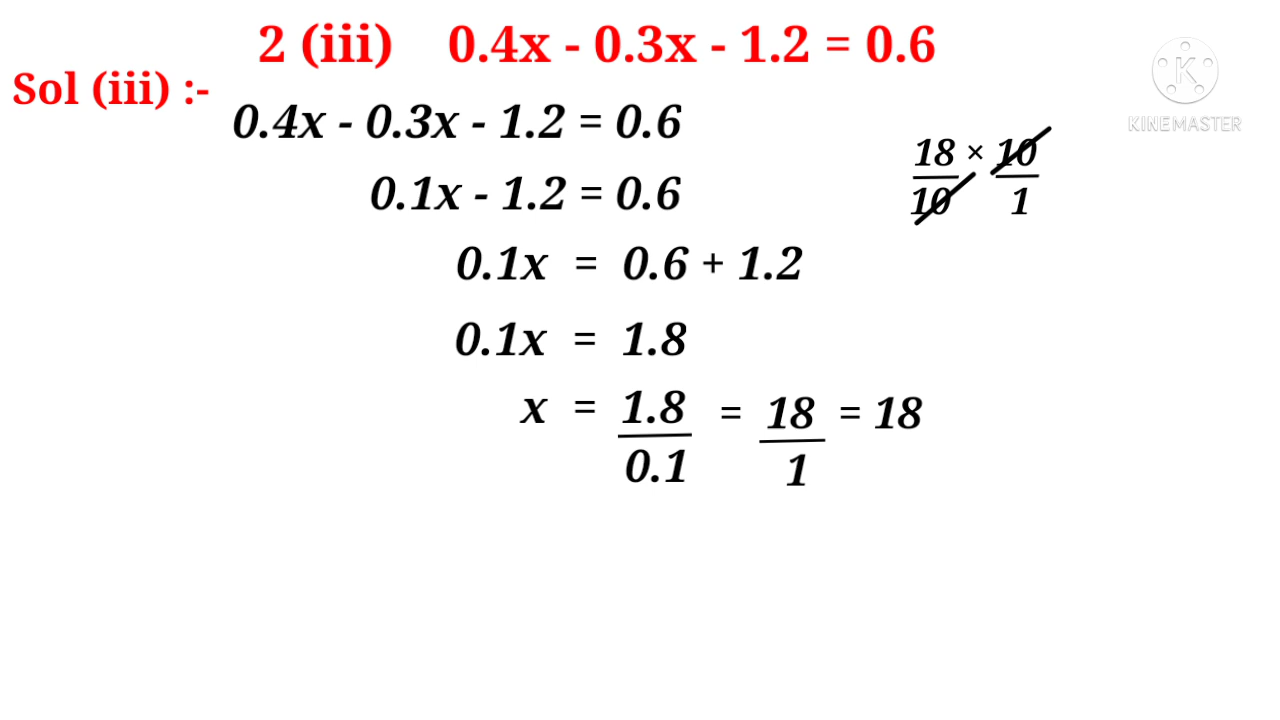 2 (iii) 0.4x - 0.3x - 1.2 = 0.6
Sol (iii) :-
0.4x - 0.3x - 1.2 = 0.6
0.1x - 1.2 = 0.6
0.1x = 0.6 + 1.2
0.1x = 1.8
x = 1.8/0.1 = 18/1 = 18
18/10 × 10/1
KINEMASTER